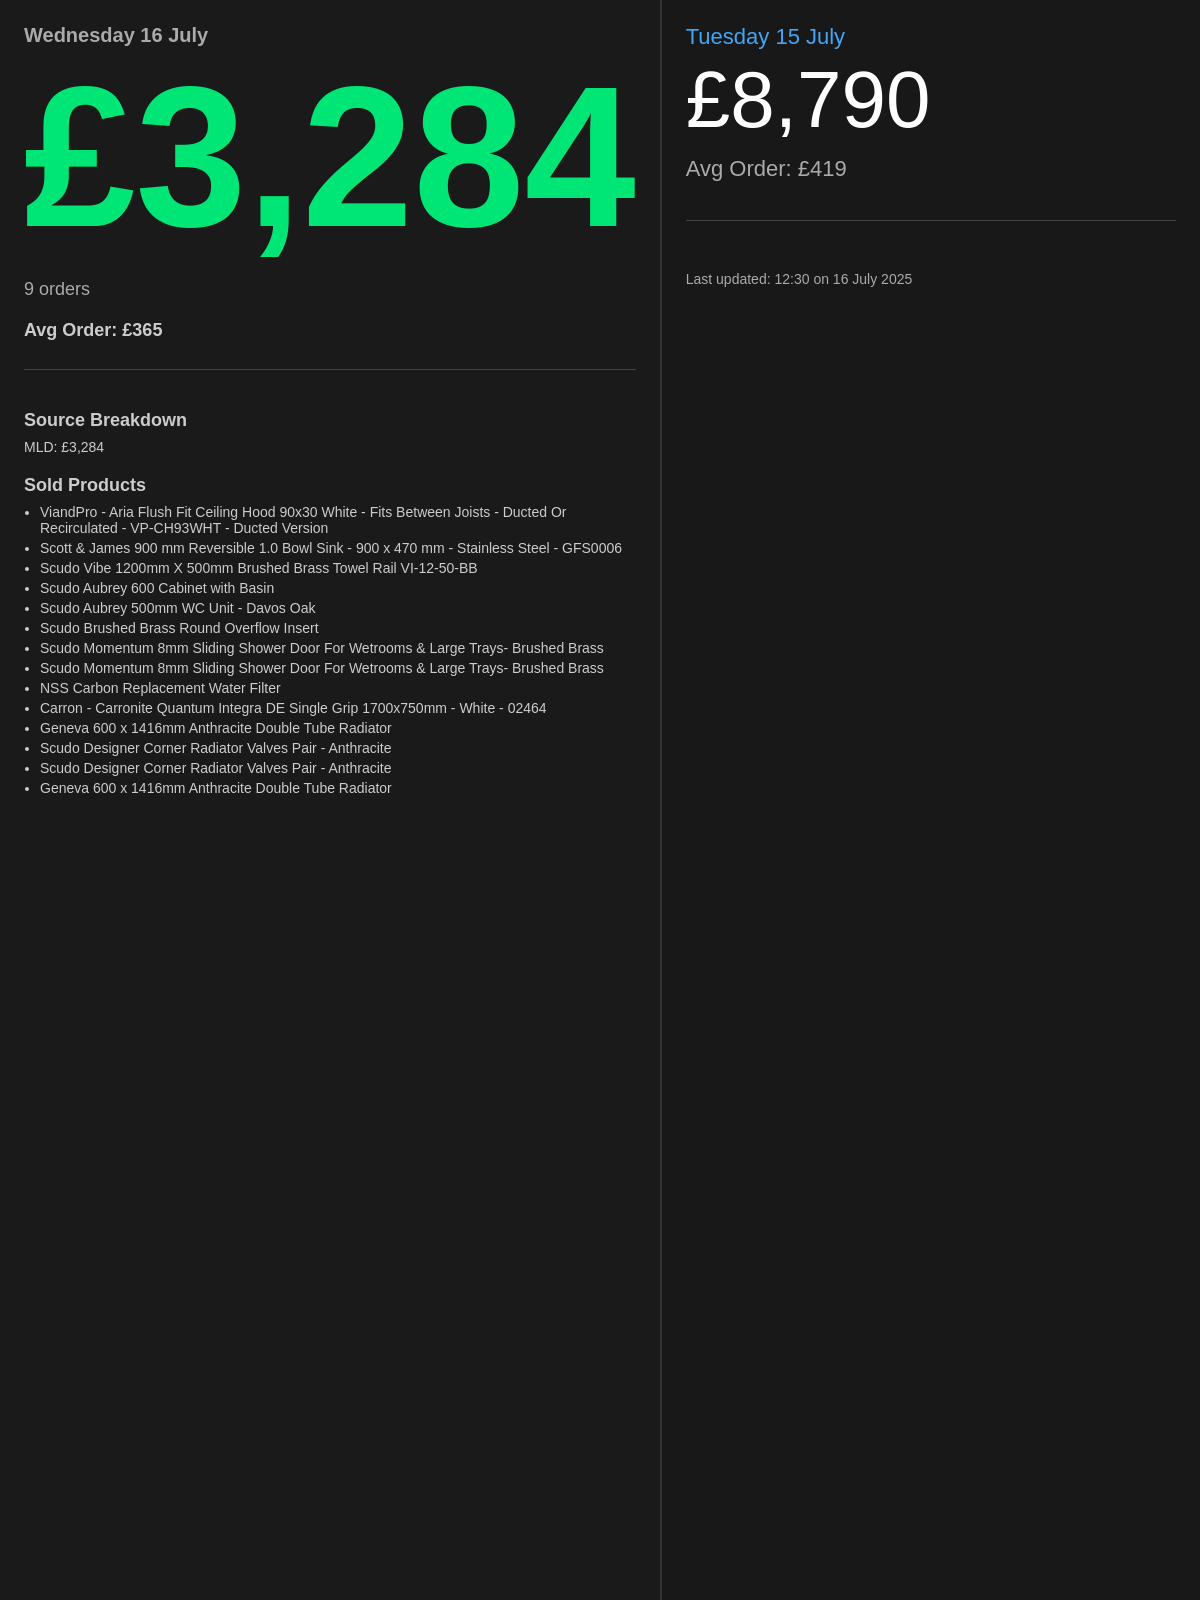 Wednesday 16 July
£3,284
9 orders
Avg Order: £365
Source Breakdown
MLD: £3,284
Sold Products
• ViandPro - Aria Flush Fit Ceiling Hood 90x30 White - Fits Between Joists - Ducted Or
Recirculated - VP-CH93WHT - Ducted Version
• Scott & James 900 mm Reversible 1.0 Bowl Sink - 900 x 470 mm - Stainless Steel - GFS0006
• Scudo Vibe 1200mm X 500mm Brushed Brass Towel Rail VI-12-50-BB
• Scudo Aubrey 600 Cabinet with Basin
• Scudo Aubrey 500mm WC Unit - Davos Oak
• Scudo Brushed Brass Round Overflow Insert
• Scudo Momentum 8mm Sliding Shower Door For Wetrooms & Large Trays- Brushed Brass
• Scudo Momentum 8mm Sliding Shower Door For Wetrooms & Large Trays- Brushed Brass
• NSS Carbon Replacement Water Filter
• Carron - Carronite Quantum Integra DE Single Grip 1700x750mm - White - 02464
• Geneva 600 x 1416mm Anthracite Double Tube Radiator
• Scudo Designer Corner Radiator Valves Pair - Anthracite
• Scudo Designer Corner Radiator Valves Pair - Anthracite
• Geneva 600 x 1416mm Anthracite Double Tube Radiator
Tuesday 15 July
£8,790
Avg Order: £419
Last updated: 12:30 on 16 July 2025